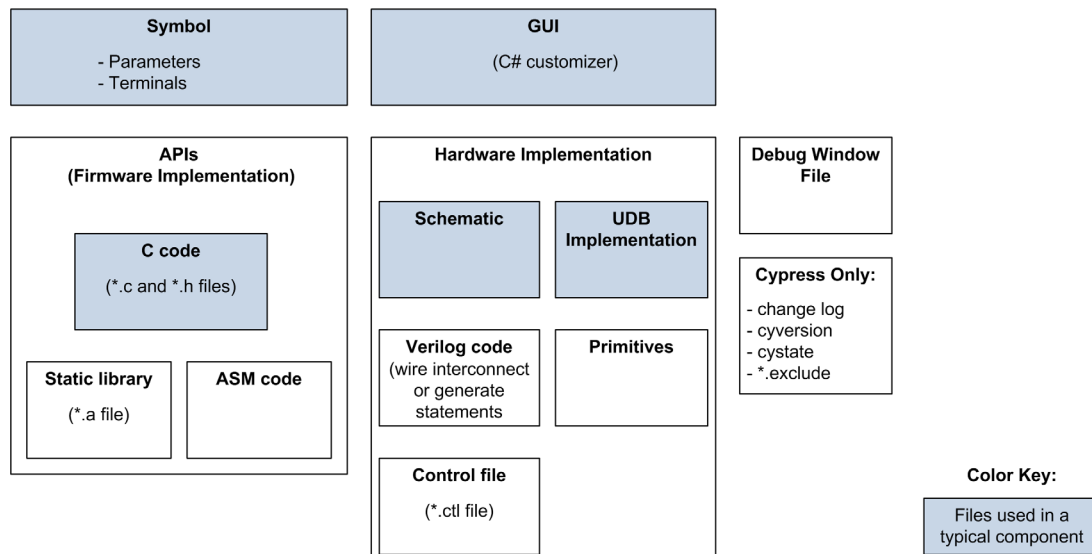 Symbol
- Parameters
- Terminals
GUI
(C# customizer)
APIs
(Firmware Implementation)
C code
(*.c and *.h files)
Static library
(*.a file)
ASM code
Hardware Implementation
Schematic
UDB
Implementation
Verilog code
(wire interconnect
or generate
statements
Primitives
Control file
(*.ctl file)
Debug Window
File
Cypress Only:
- change log
- cyversion
- cystate
- *.exclude
Color Key:
Files used in a
typical component